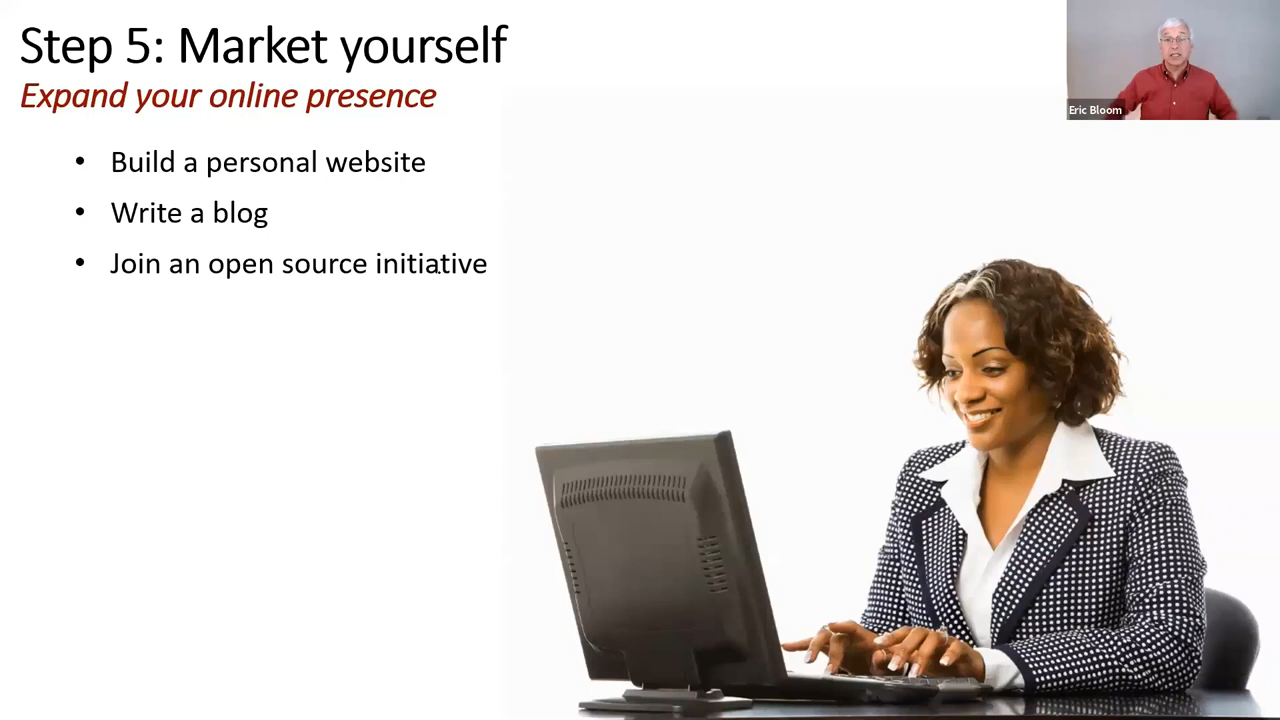 Step 5: Market yourself
Expand your online presence
• Build a personal website
• Write a blog
• Join an open source initiative
Eric Bloom